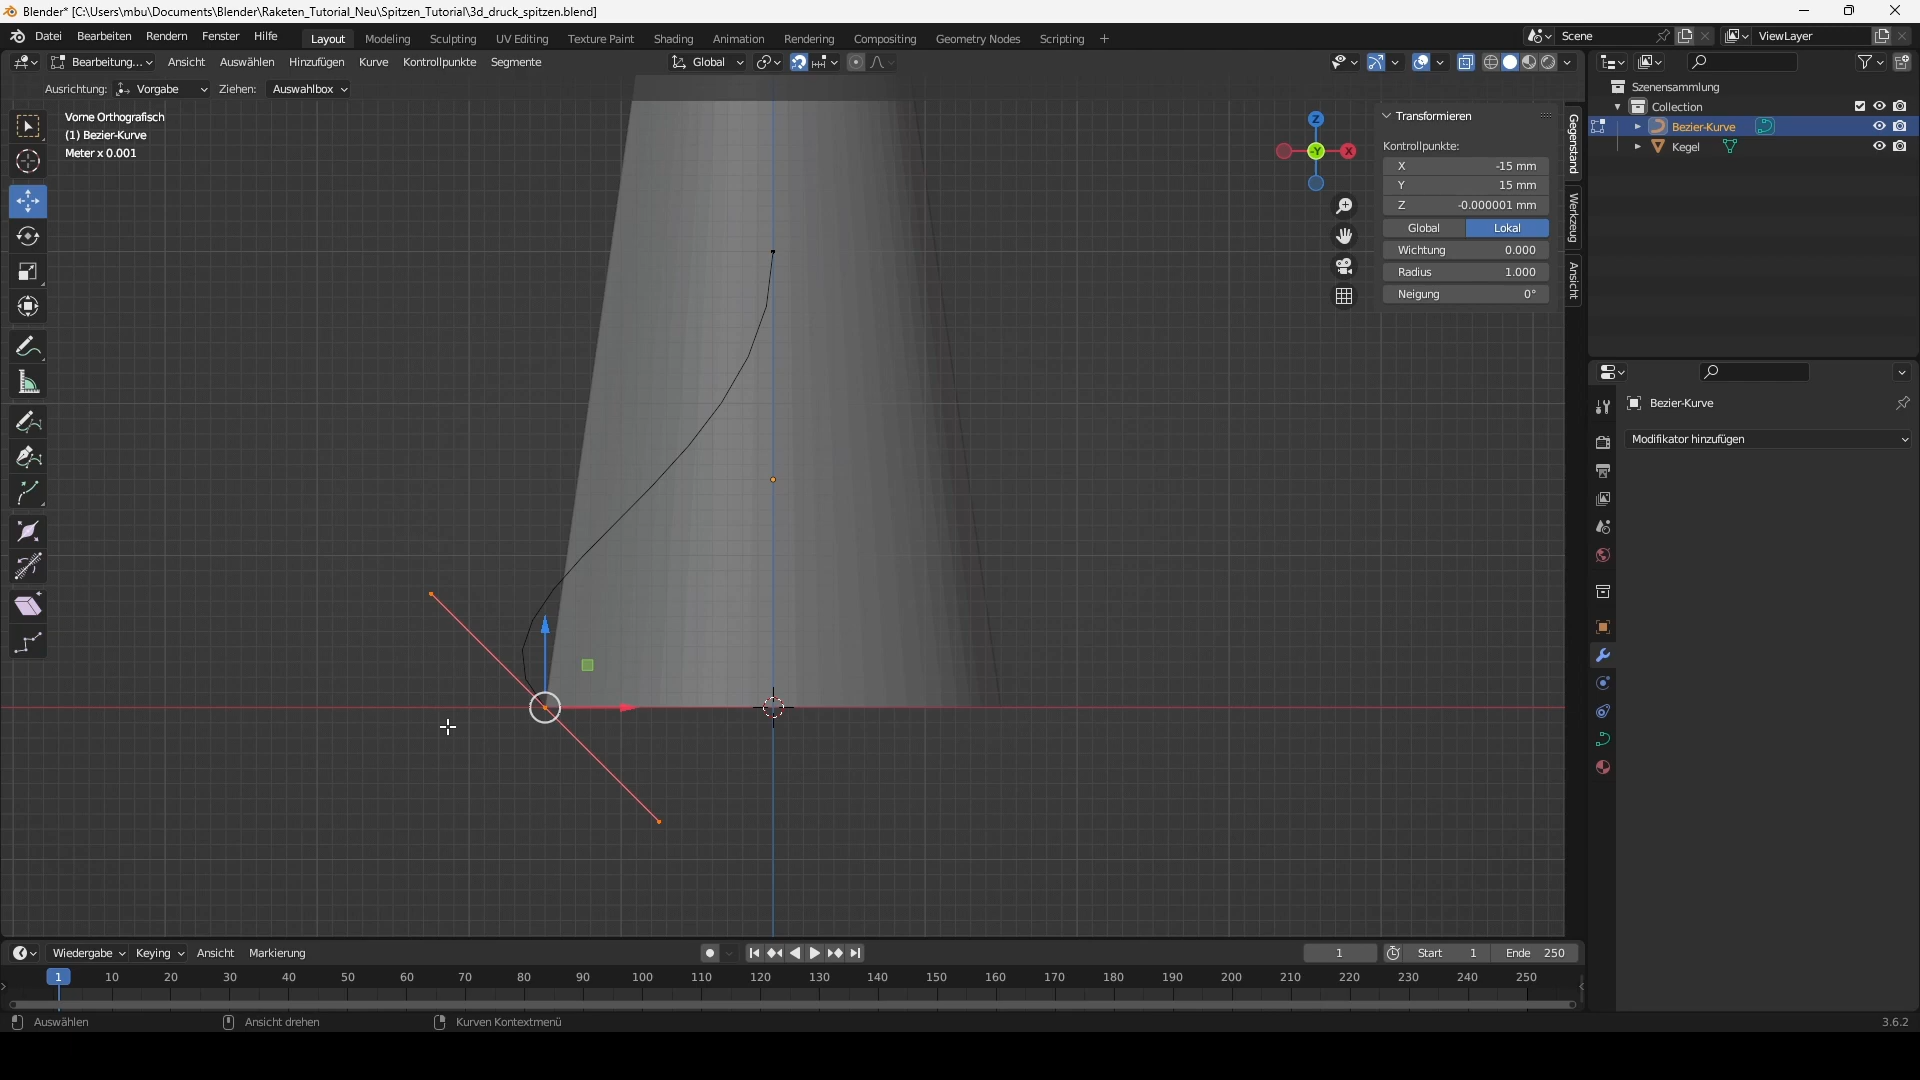 Blender* [C:\Users\mbu\Documents\Blender\Raketen_Tutorial_Neu\Spitzen_Tutorial\3d_druck_spitzen.blend]
Datei Bearbeiten Rendern Fenster Hilfe Layout Modeling Sculpting UV Editing Texture Paint Shading Animation Rendering Compositing Geometry Nodes Scripting + Scene ViewLayer
Bearbeitung... Ansicht Auswählen Hinzufügen Kurve Kontrollpunkte Segmente Global
Ausrichtung: Vorgabe Ziehen: Auswahlbox
Szenensammlung
Collection
Bezier-Kurve
Kegel
Vorne Orthografisch
(1) Bezier-Kurve
Meter x 0.001
Z
-Y
X
Transformieren
Kontrollpunkte:
X -15 mm
Y 15 mm
Z -0.000001 mm
Global Lokal
Wichtung 0.000
Radius 1.000
Neigung 0°
Gegenstand
Werkzeug
Ansicht
Bezier-Kurve
Modifikator hinzufügen
Wiedergabe Keying Ansicht Markierung 1 Start 1 Ende 250
1 10 20 30 40 50 60 70 80 90 100 110 120 130 140 150 160 170 180 190 200 210 220 230 240 250
Auswählen Ansicht drehen Kurven Kontextmenü 3.6.2